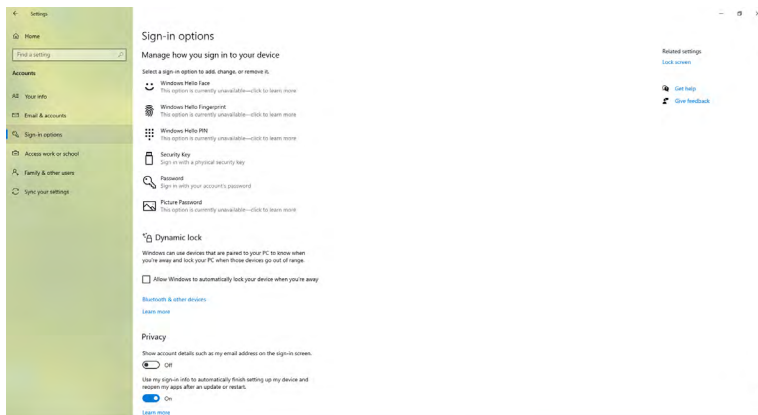 Settings
Home
Find a setting
Accounts
Your info
Email & accounts
Sign-in options
Access work or school
Family & other users
Sync your settings
Sign-in options
Manage how you sign in to your device
Select a sign-in option to add, change, or remove it.
Windows Hello Face
This option is currently unavailable—click to learn more
Windows Hello Fingerprint
This option is currently unavailable—click to learn more
Windows Hello PIN
This option is currently unavailable—click to learn more
Security Key
Sign in with a physical security key
Password
Sign in with your account's password
Picture Password
This option is currently unavailable—click to learn more
Dynamic lock
Windows can use devices that are paired to your PC to know when
you're away and lock your PC when those devices go out of range.
Allow Windows to automatically lock your device when you're away
Bluetooth & other devices
Learn more
Privacy
Show account details such as my email address on the sign-in screen.
Off
Use my sign-in info to automatically finish setting up my device and
reopen my apps after an update or restart.
On
Learn more
Related settings
Lock screen
Get help
Give feedback